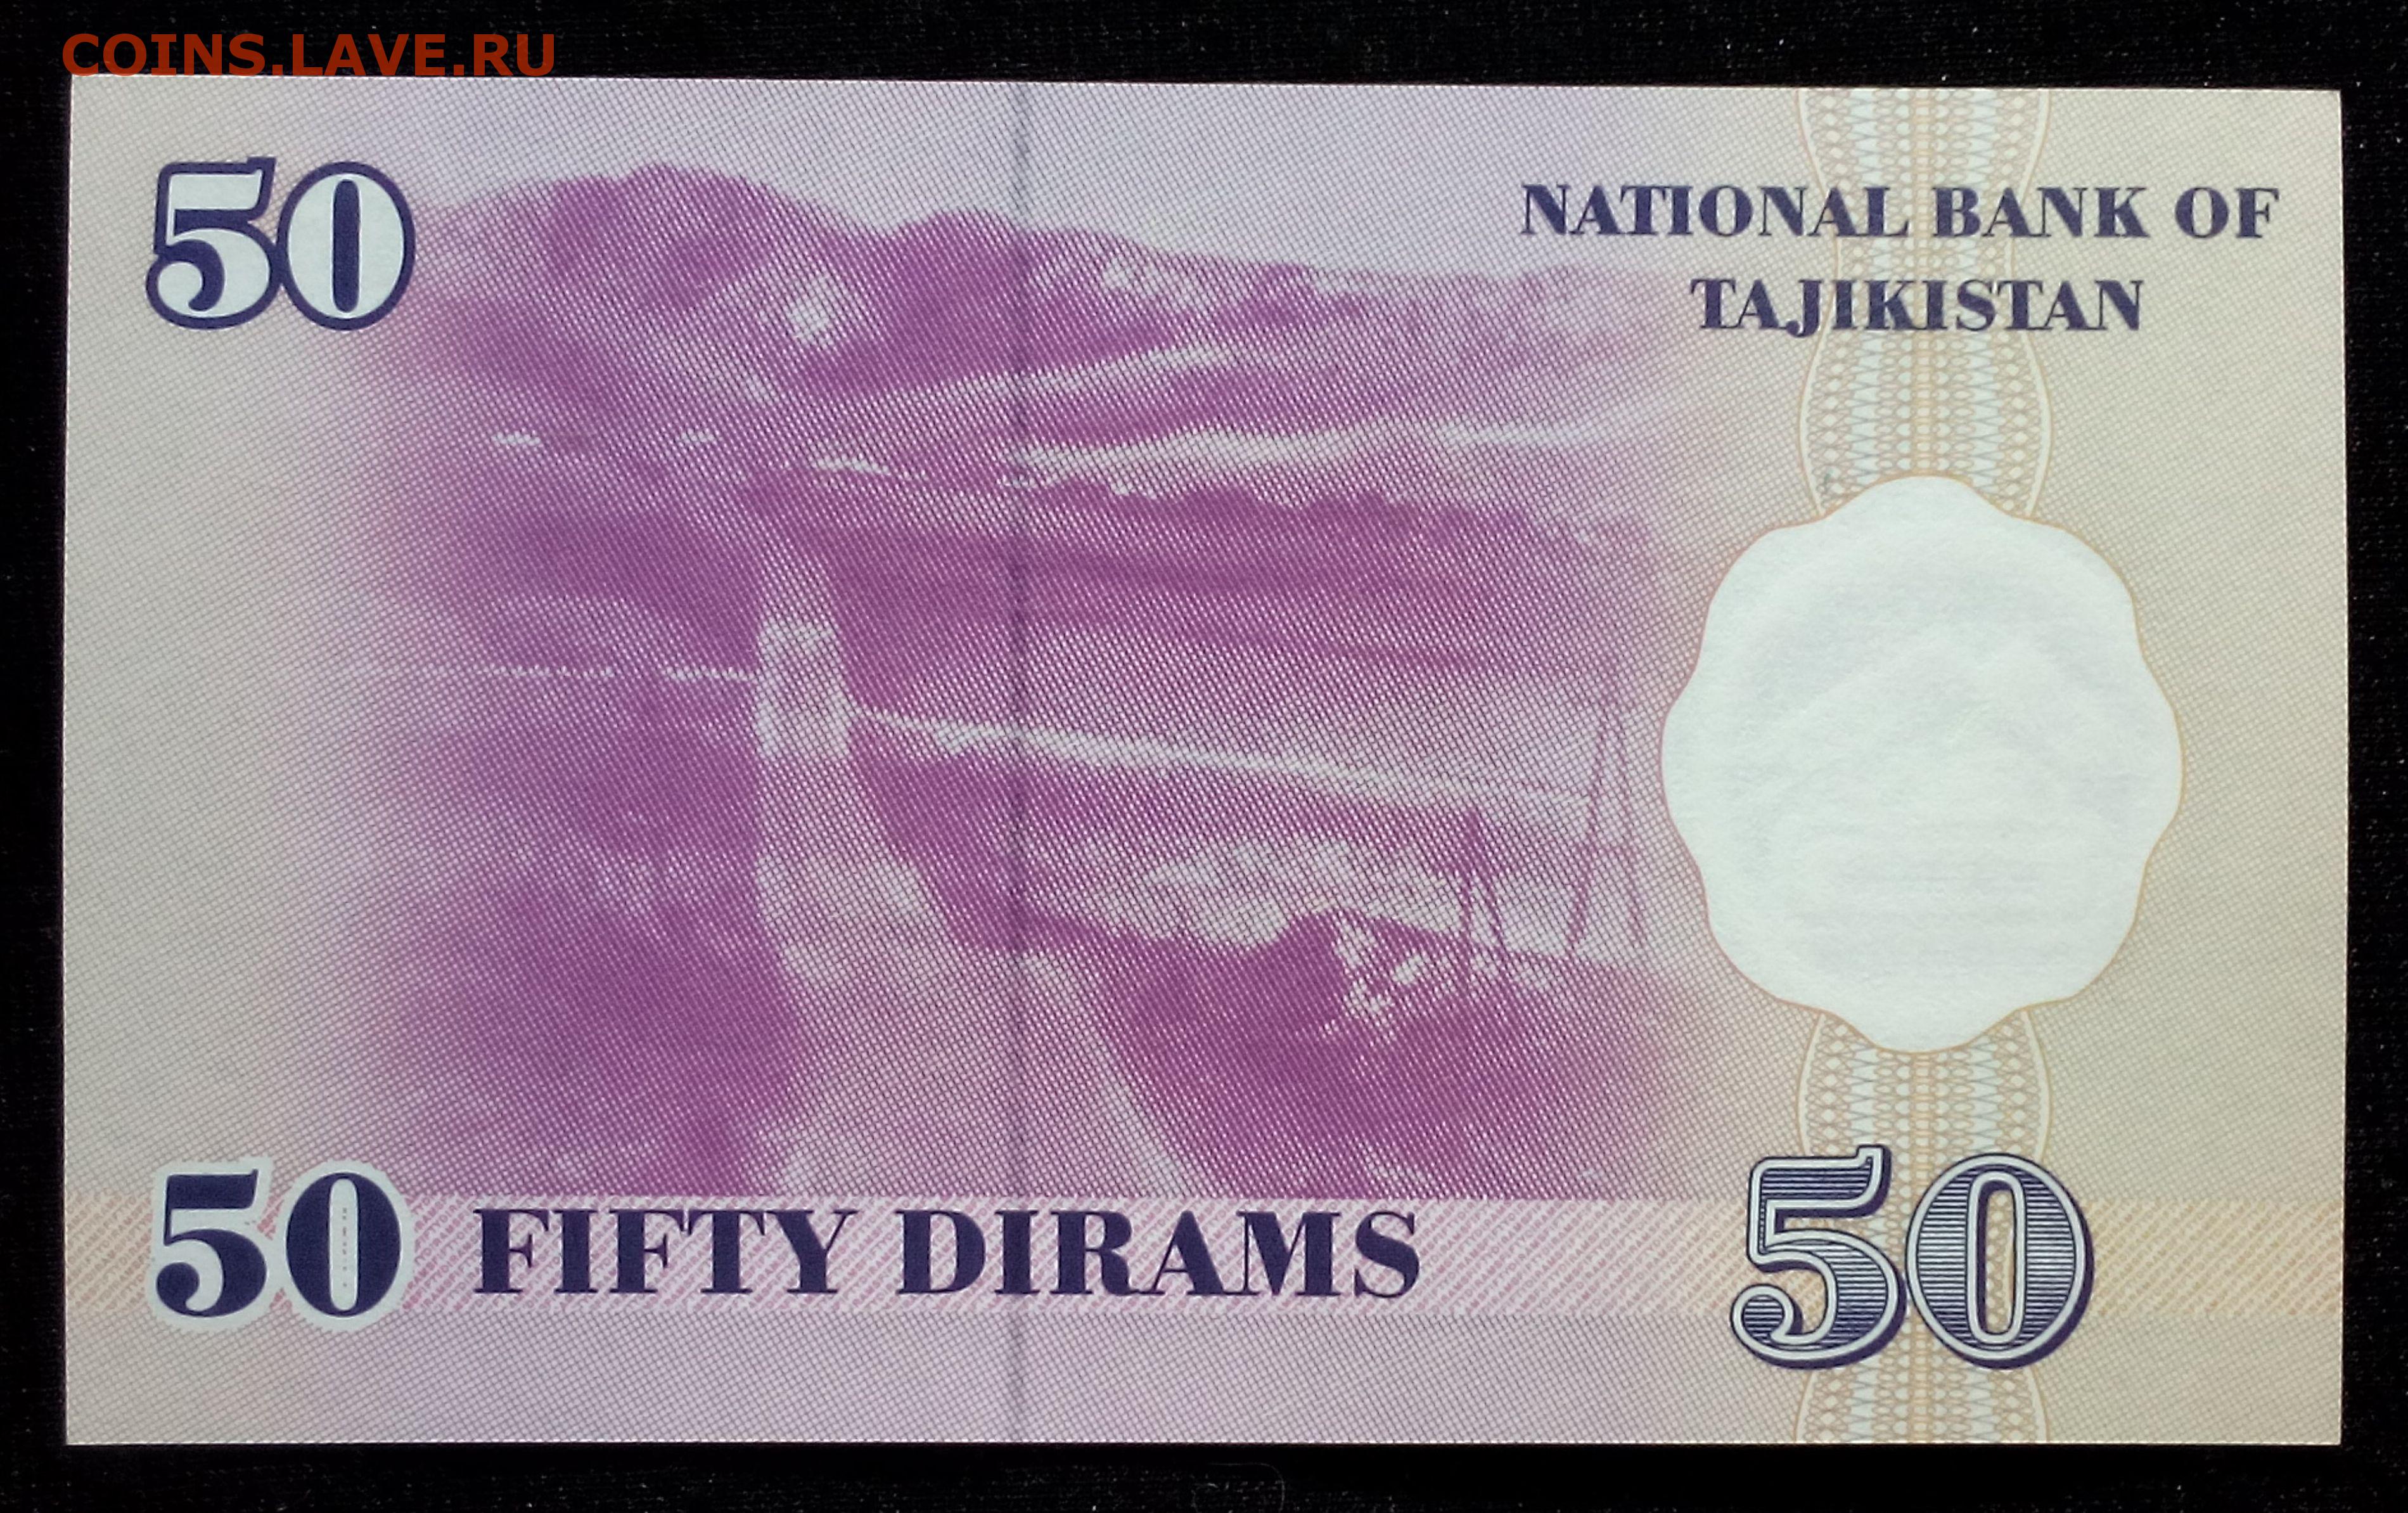 COINS.LAVE.RU
50
NATIONAL BANK OF
TAJIKISTAN
50 FIFTY DIRAMS
50